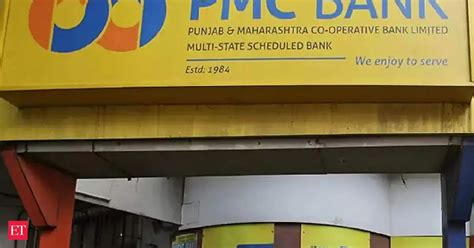 PMC BANK
PUNJAB & MAHARASHTRA CO-OPERATIVE BANK LIMITED
MULTI-STATE SCHEDULED BANK
Estd: 1984
We enjoy to serve
ET